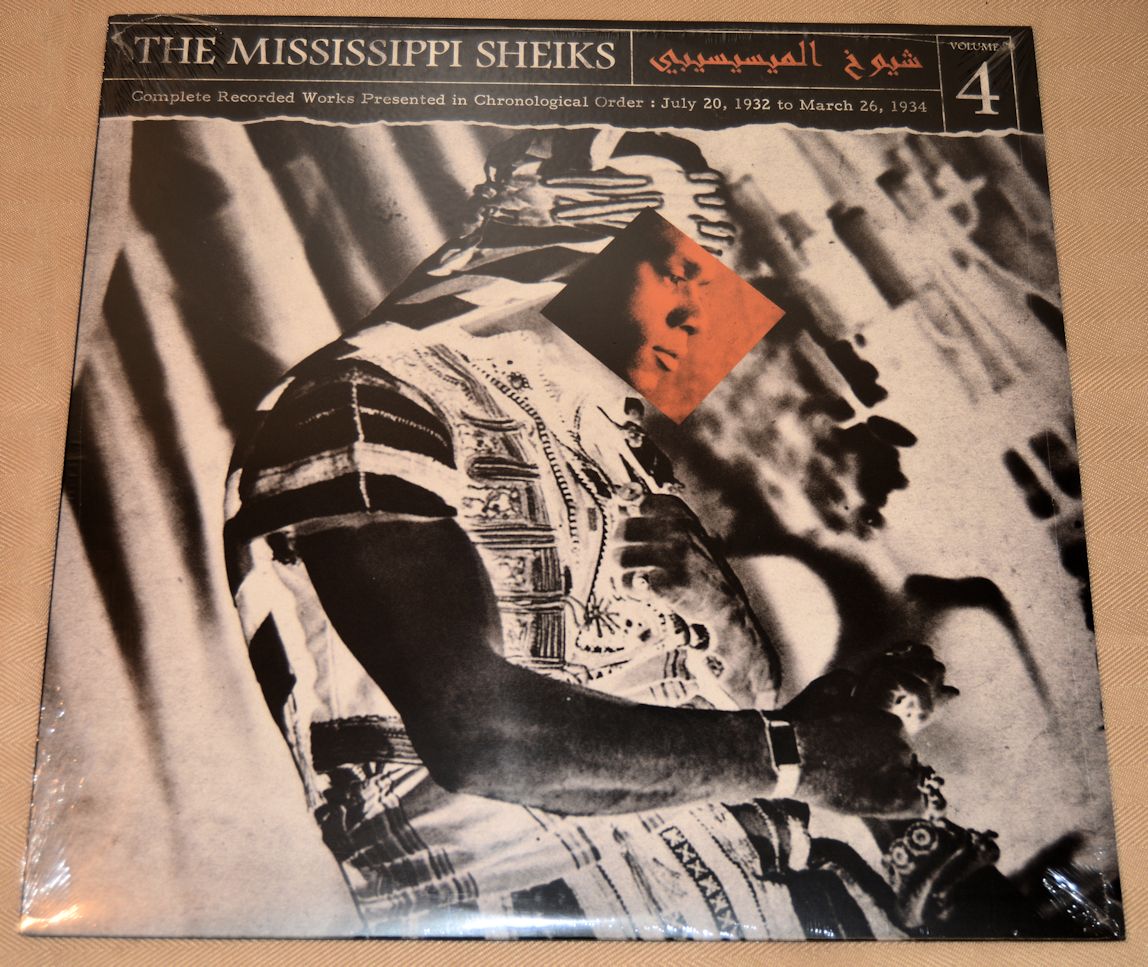 THE MISSISSIPPI SHEIKS
شيوخ الميسيسيبي
VOLUME
4
Complete Recorded Works Presented in Chronological Order : July 20, 1932 to March 26, 1934